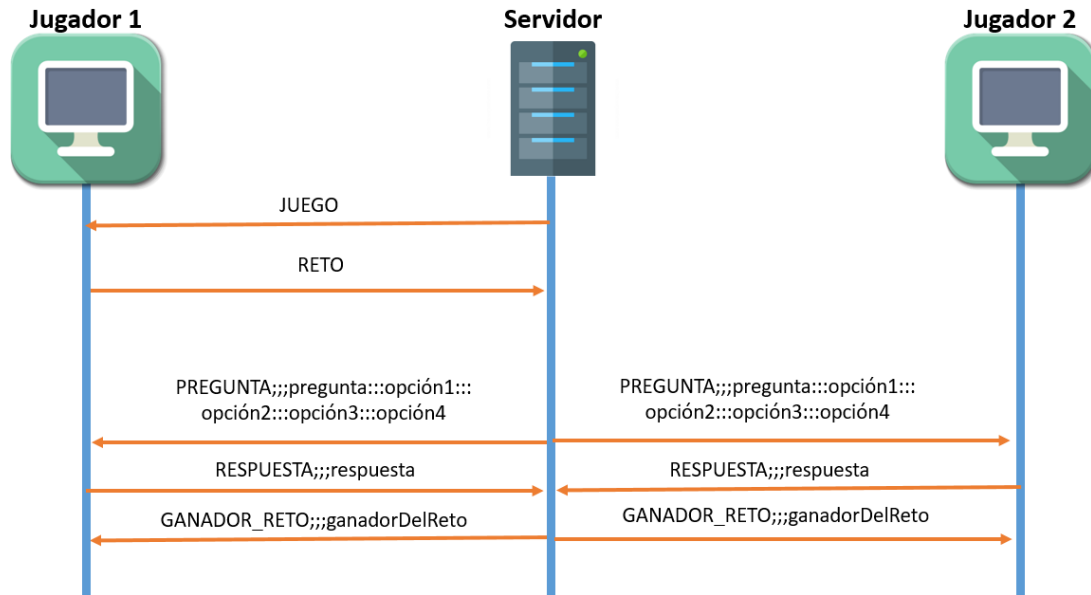 Jugador 1
Servidor
Jugador 2
JUEGO
RETO
PREGUNTA;;;pregunta:::opción1:::
opción2:::opción3:::opción4
PREGUNTA;;;pregunta:::opción1:::
opción2:::opción3:::opción4
RESPUESTA;;;respuesta
RESPUESTA;;;respuesta
GANADOR_RETO;;;ganadorDelReto
GANADOR_RETO;;;ganadorDelReto